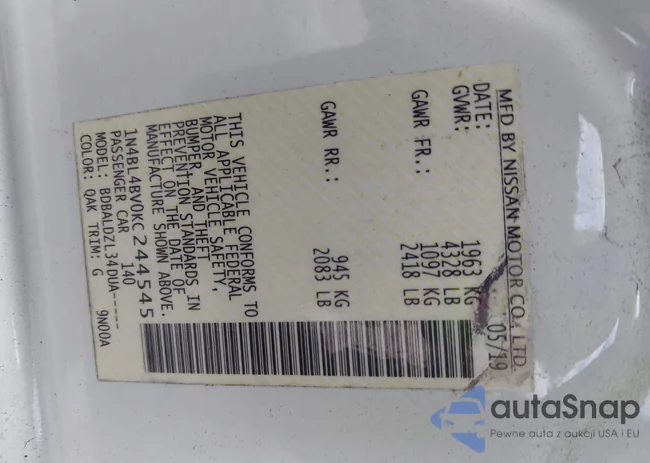 MFD BY NISSAN MOTOR CO., LTD.
DATE: 05/19
GVWR: 1963 KG
4328 LB
GAWR FR.: 1097 KG
2418 LB
GAWR RR.: 945 KG
2083 LB
THIS VEHICLE CONFORMS TO
ALL APPLICABLE FEDERAL
MOTOR VEHICLE SAFETY,
BUMPER, AND THEFT
PREVENTION STANDARDS IN
EFFECT ON THE DATE OF
MANUFACTURE SHOWN ABOVE.
1N4BL4BV0KC244545
PASSENGER CAR 140
MODEL: BDBALDZL34DUA-----
COLOR: QAK TRIM: G 9N00A
autaSnap
Pewne auta z aukcji USA i EU